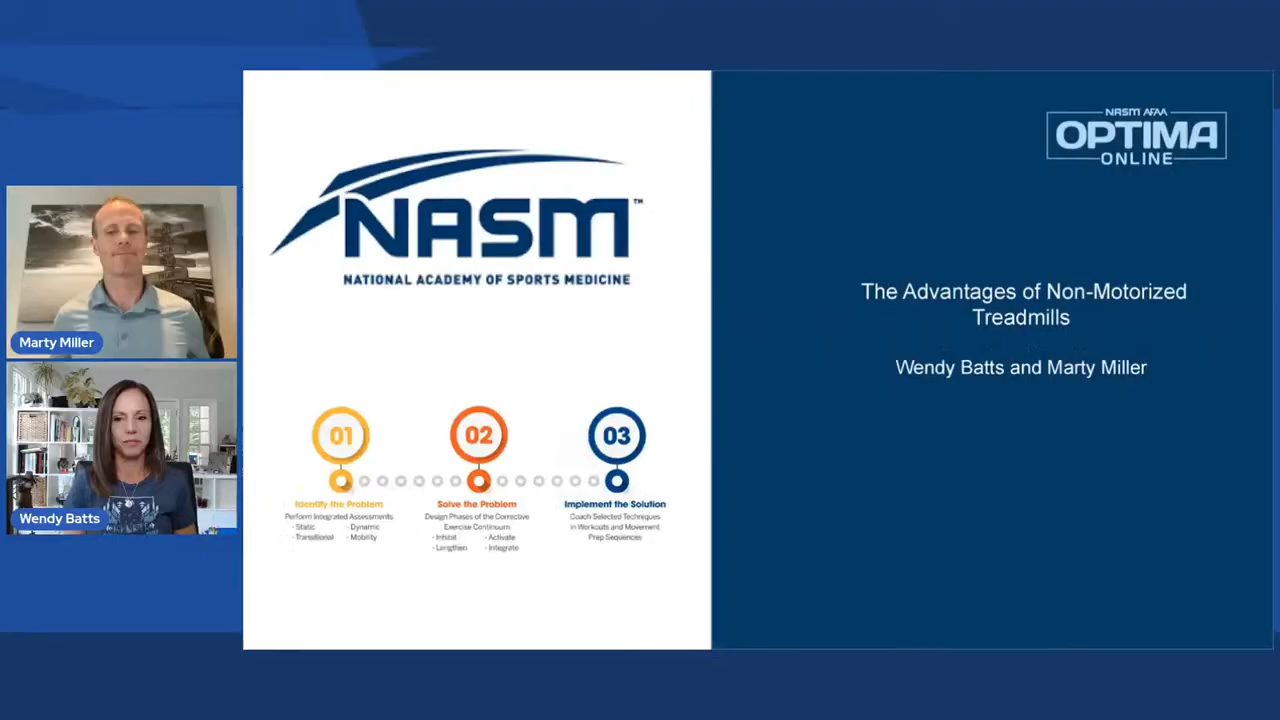 NASM AFAA
OPTIMA
ONLINE
NASM™
NATIONAL ACADEMY OF SPORTS MEDICINE
The Advantages of Non-Motorized
Treadmills
Wendy Batts and Marty Miller
Marty Miller
Wendy Batts
01
02
03
Identify the Problem
Perform Integrated Assessments
- Static
- Dynamic
- Transitional
- Mobility
Solve the Problem
Design Phases of the Corrective
Exercise Continuum
- Inhibit
- Activate
- Lengthen
- Integrate
Implement the Solution
Coach Selected Techniques
in Workouts and Movement
Prep Sequences